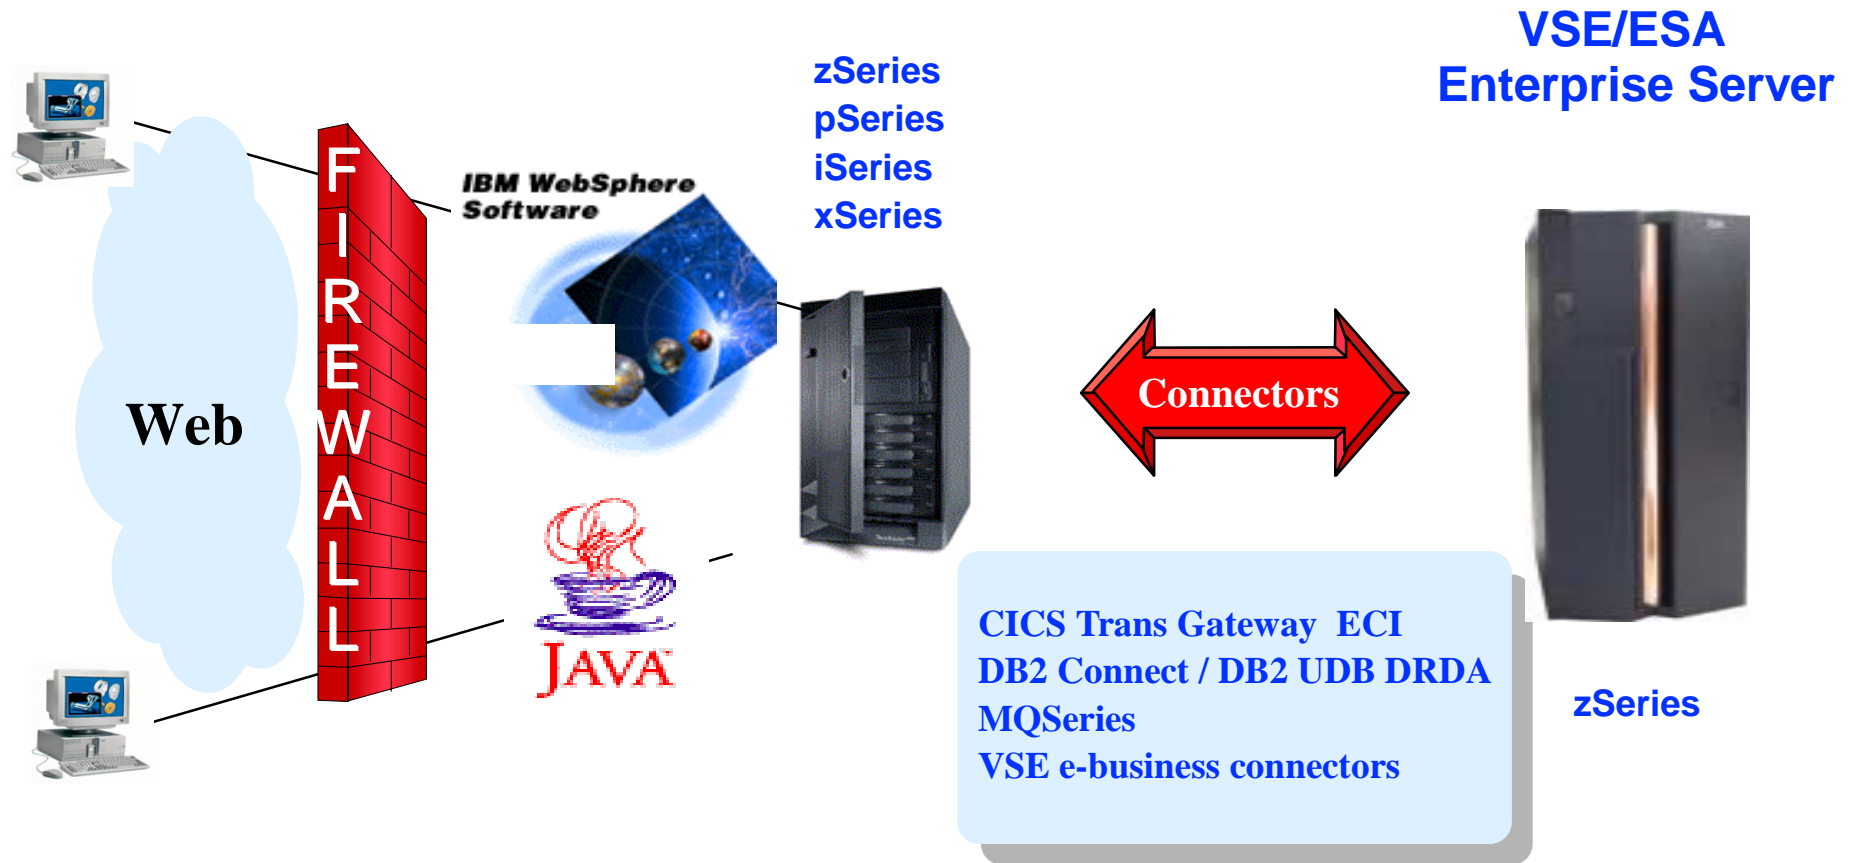 VSE/ESA
Enterprise Server
zSeries
pSeries
iSeries
xSeries
IBM WebSphere
Software
FIREWALL
Web
Connectors
JAVA
CICS Trans Gateway ECI
DB2 Connect / DB2 UDB DRDA
MQSeries
VSE e-business connectors
zSeries